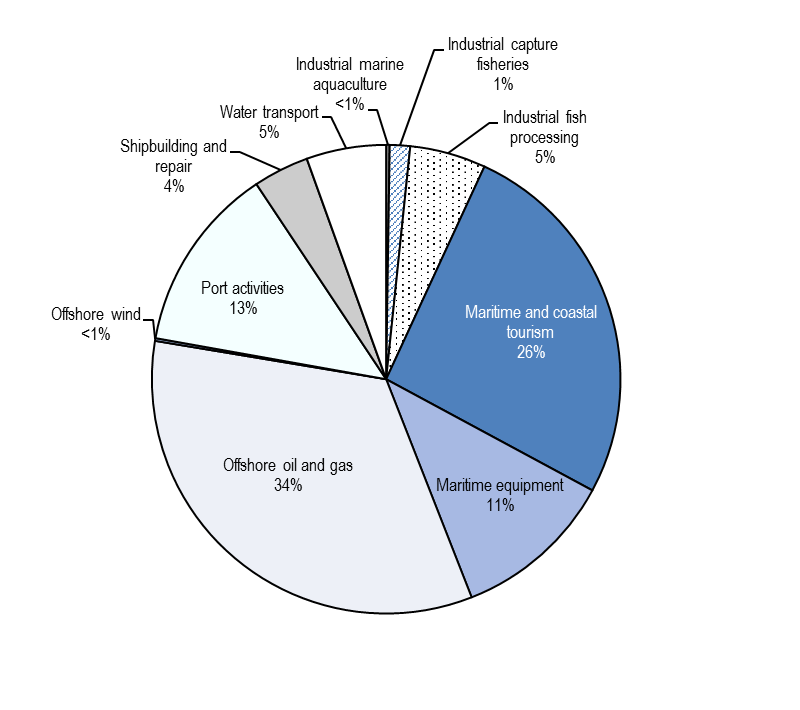 Industrial capture
fisheries
1%
Industrial marine
aquaculture
<1%
Water transport
5%
Industrial fish
processing
5%
Shipbuilding and
repair
4%
Port activities
13%
Maritime and coastal
tourism
26%
Offshore wind
<1%
Offshore oil and gas
34%
Maritime equipment
11%